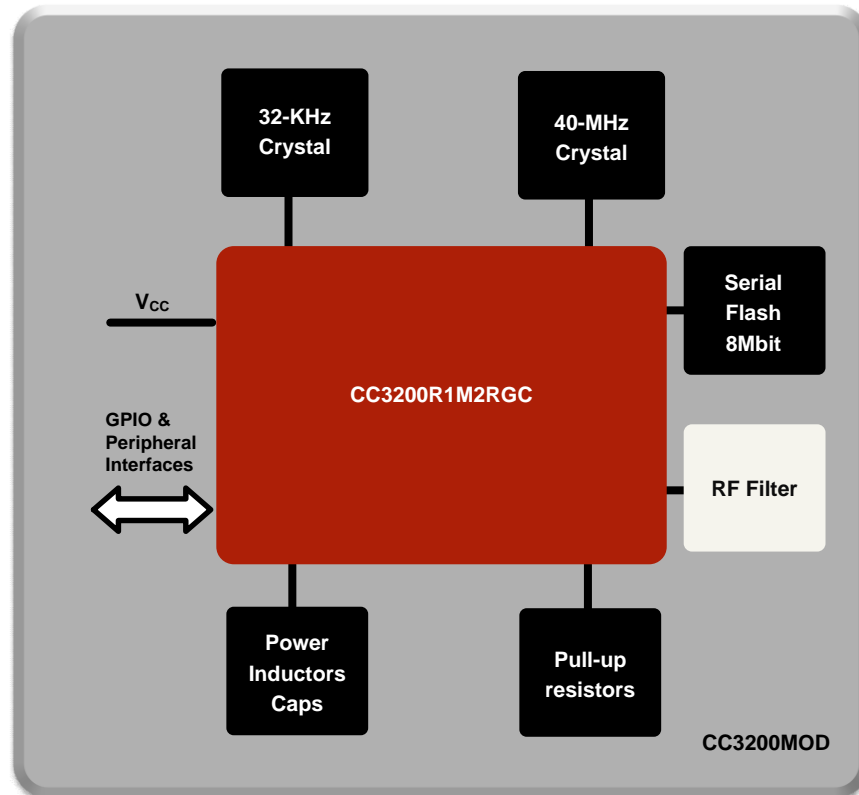 32-KHz
Crystal
40-MHz
Crystal
Serial
Flash
8Mbit
VCC
CC3200R1M2RGC
GPIO &
Peripheral
Interfaces
RF Filter
Power
Inductors
Caps
Pull-up
resistors
CC3200MOD